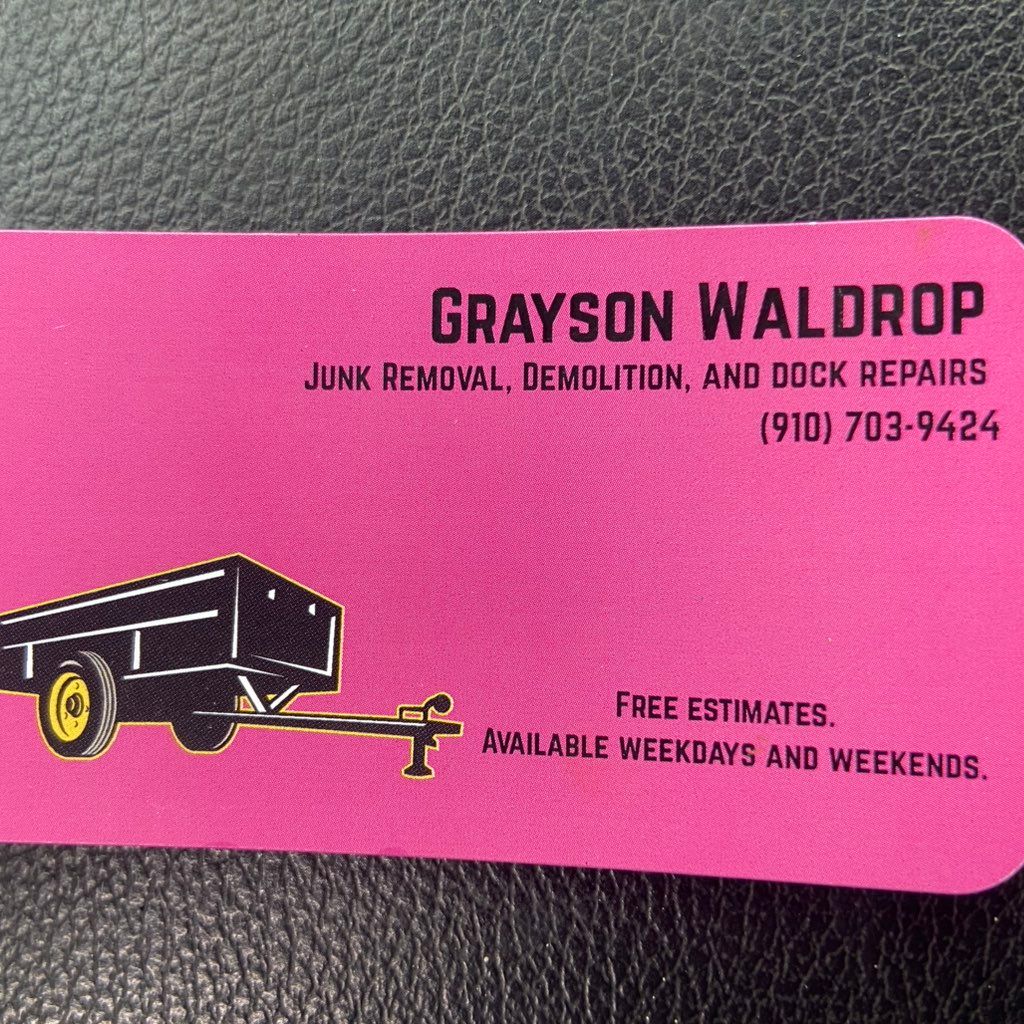 Grayson Waldrop
Junk Removal, Demolition, and dock repairs
(910) 703-9424
Free estimates.
Available weekdays and weekends.